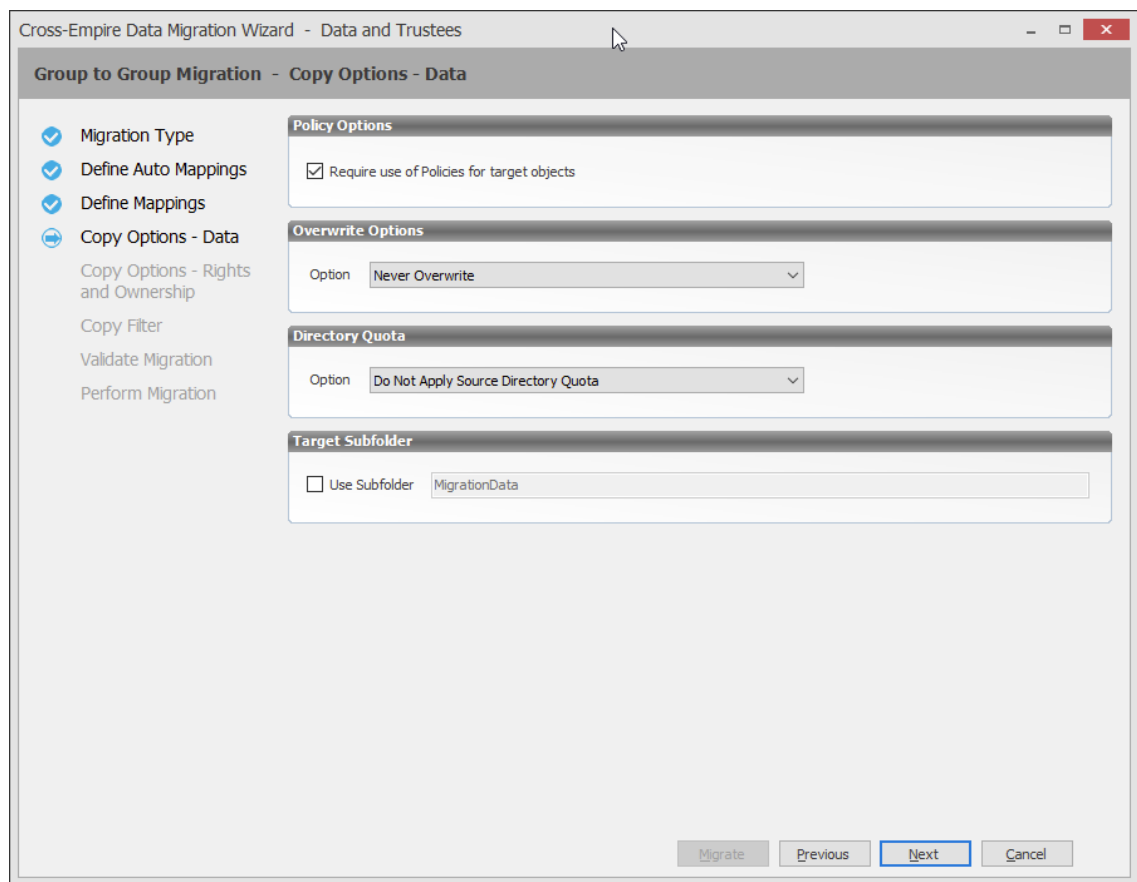 Cross-Empire Data Migration Wizard - Data and Trustees
Group to Group Migration - Copy Options - Data
Migration Type
Define Auto Mappings
Define Mappings
Copy Options - Data
Copy Options - Rights
and Ownership
Copy Filter
Validate Migration
Perform Migration
Policy Options
Require use of Policies for target objects
Overwrite Options
Option Never Overwrite
Directory Quota
Option Do Not Apply Source Directory Quota
Target Subfolder
Use Subfolder MigrationData
Migrate Previous Next Cancel